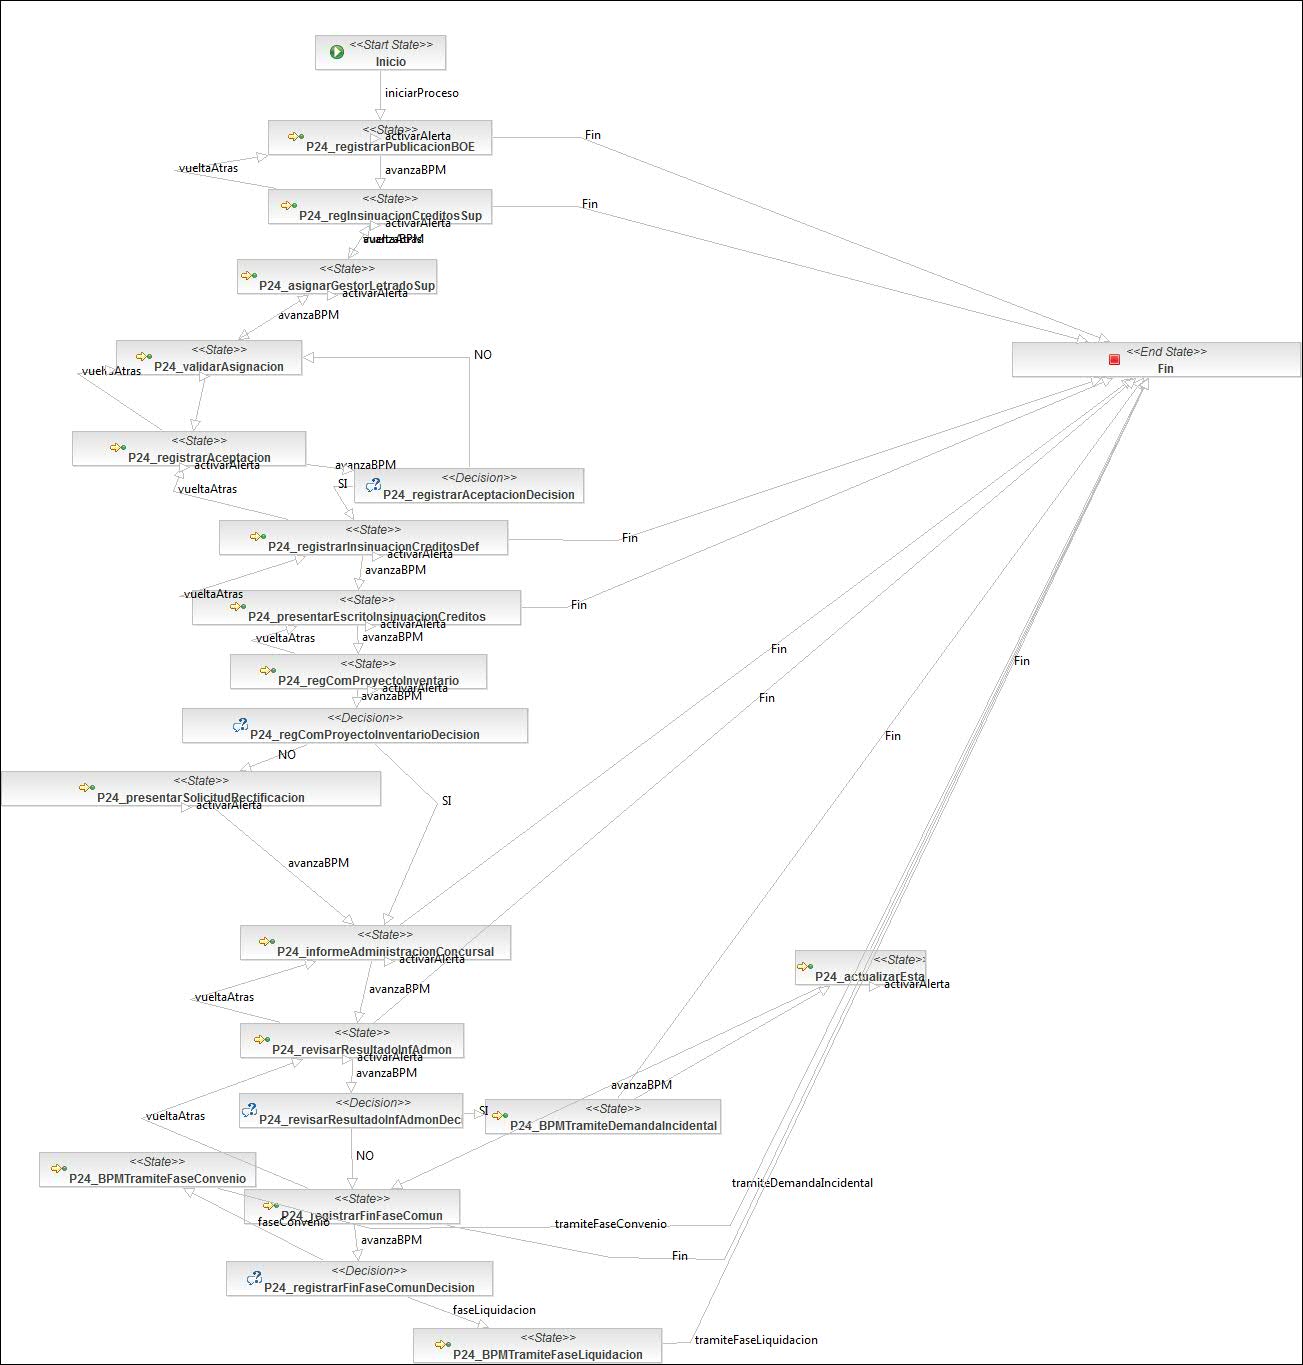 <<Start State>>
Inicio
iniciarProceso
<<State>>
activarAlerta
P24_registrarPublicacionBOE
Fin
vueltaAtras
avanzaBPM
<<State>>
P24_regInsinuacionCreditosSup
Fin
activarAlerta
vueltaAtras
avanzaBPM
<<State>>
P24_asignarGestorLetradoSup
activarAlerta
avanzaBPM
<<State>>
P24_validarAsignacion
NO
<<End State>>
Fin
vueltaAtras
<<State>>
P24_registrarAceptacion
activarAlerta
avanzaBPM
SI
<<Decision>>
P24_registrarAceptacionDecision
vueltaAtras
<<State>>
P24_registrarInsinuacionCreditosDef
Fin
activarAlerta
avanzaBPM
vueltaAtras
<<State>>
P24_presentarEscritoInsinuacionCreditos
Fin
activarAlerta
vueltaAtras
avanzaBPM
<<State>>
P24_regComProyectoInventario
Fin
Fin
activarAlerta
avanzaBPM
Fin
<<Decision>>
P24_regComProyectoInventarioDecision
Fin
NO
<<State>>
P24_presentarSolicitudRectificacion
activarAlerta
SI
avanzaBPM
<<State>>
P24_informeAdministracionConcursal
activarAlerta
<<State>>
P24_actualizarEsta
activarAlerta
avanzaBPM
vueltaAtras
<<State>>
P24_revisarResultadoInfAdmon
activarAlerta
avanzaBPM
avanzaBPM
<<Decision>>
P24_revisarResultadoInfAdmonDeci
SI
<<State>>
P24_BPMTramiteDemandaIncidental
vueltaAtras
NO
<<State>>
P24_BPMTramiteFaseConvenio
tramiteDemandaIncidental
<<State>>
P24_registrarFinFaseComun
faseConvenio
tramiteFaseConvenio
avanzaBPM
Fin
<<Decision>>
P24_registrarFinFaseComunDecision
faseLiquidacion
<<State>>
P24_BPMTramiteFaseLiquidacion
tramiteFaseLiquidacion